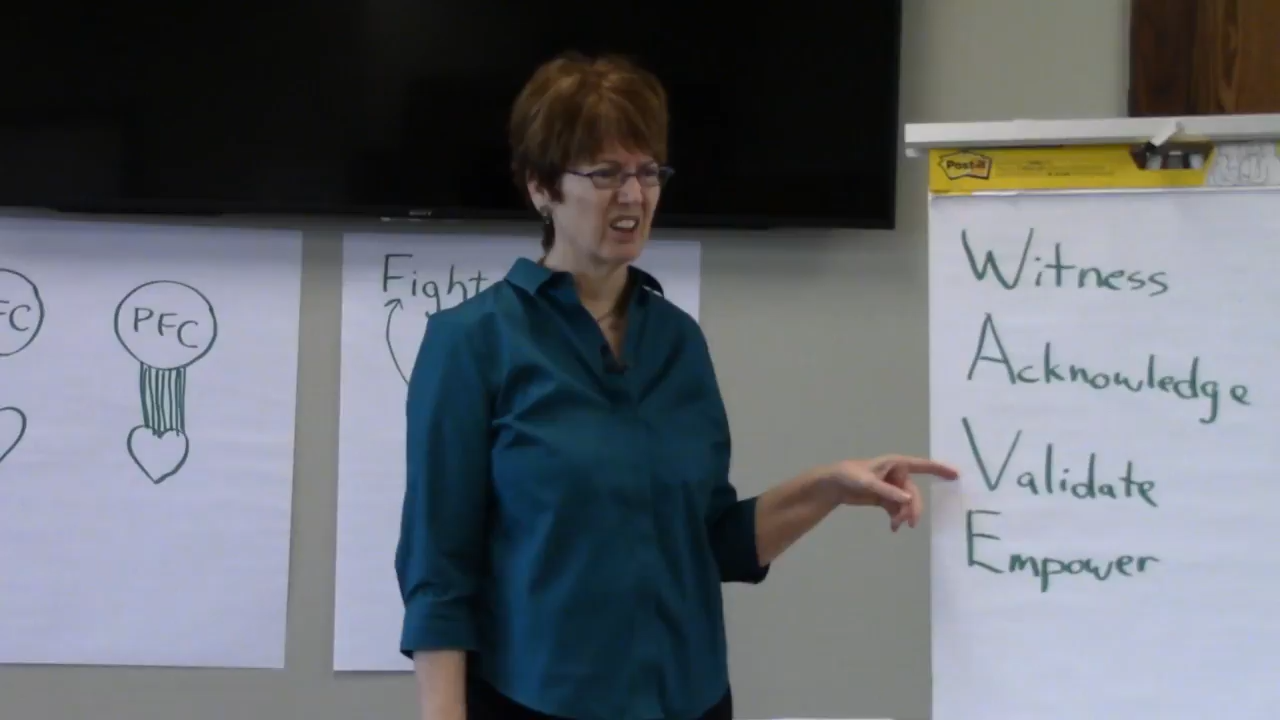 FC
PFC
Fight
Post-it
Witness
Acknowledge
Validate
Empower